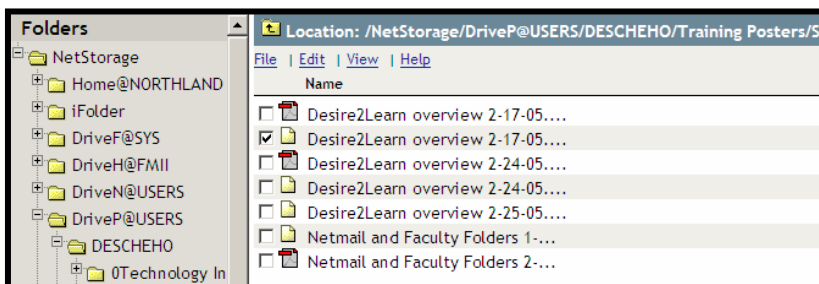 Folders
NetStorage
Home@NORTHLAND
iFolder
DriveF@SYS
DriveH@FMII
DriveN@USERS
DriveP@USERS
DESCHEHO
0Technology In
Location: /NetStorage/DriveP@USERS/DESCHEHO/Training Posters/S
File | Edit | View | Help
Name
Desire2Learn overview 2-17-05....
Desire2Learn overview 2-17-05....
Desire2Learn overview 2-24-05....
Desire2Learn overview 2-24-05....
Desire2Learn overview 2-25-05....
Netmail and Faculty Folders 1-...
Netmail and Faculty Folders 2-...